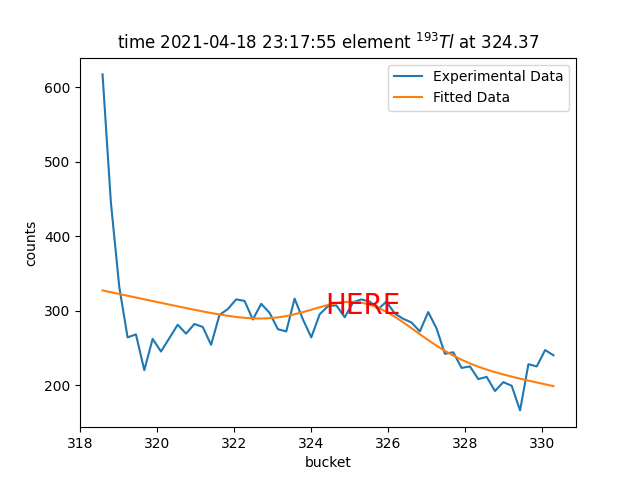 time 2021-04-18 23:17:55 element ¹⁹³Tl at 324.37
Experimental Data
Fitted Data
600
500
400
300
200
counts
HERE
318 320 322 324 326 328 330
bucket